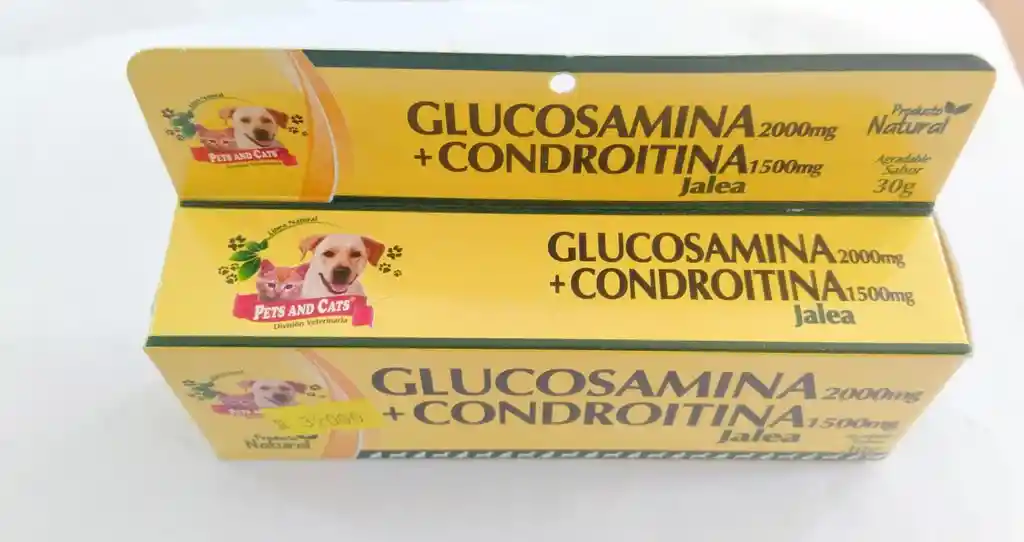 Línea Natural
PETS AND CATS
División Veterinaria
GLUCOSAMINA 2000mg
+ CONDROITINA 1500mg
Jalea
Producto
Natural
Agradable
Sabor
30g
Línea Natural
PETS AND CATS®
División Veterinaria
GLUCOSAMINA 2000mg
+ CONDROITINA 1500mg
Jalea
PETS A
Producto
Natural
GLUCOSAMINA 2000mg
+ CONDROITINA 1500mg
Jalea